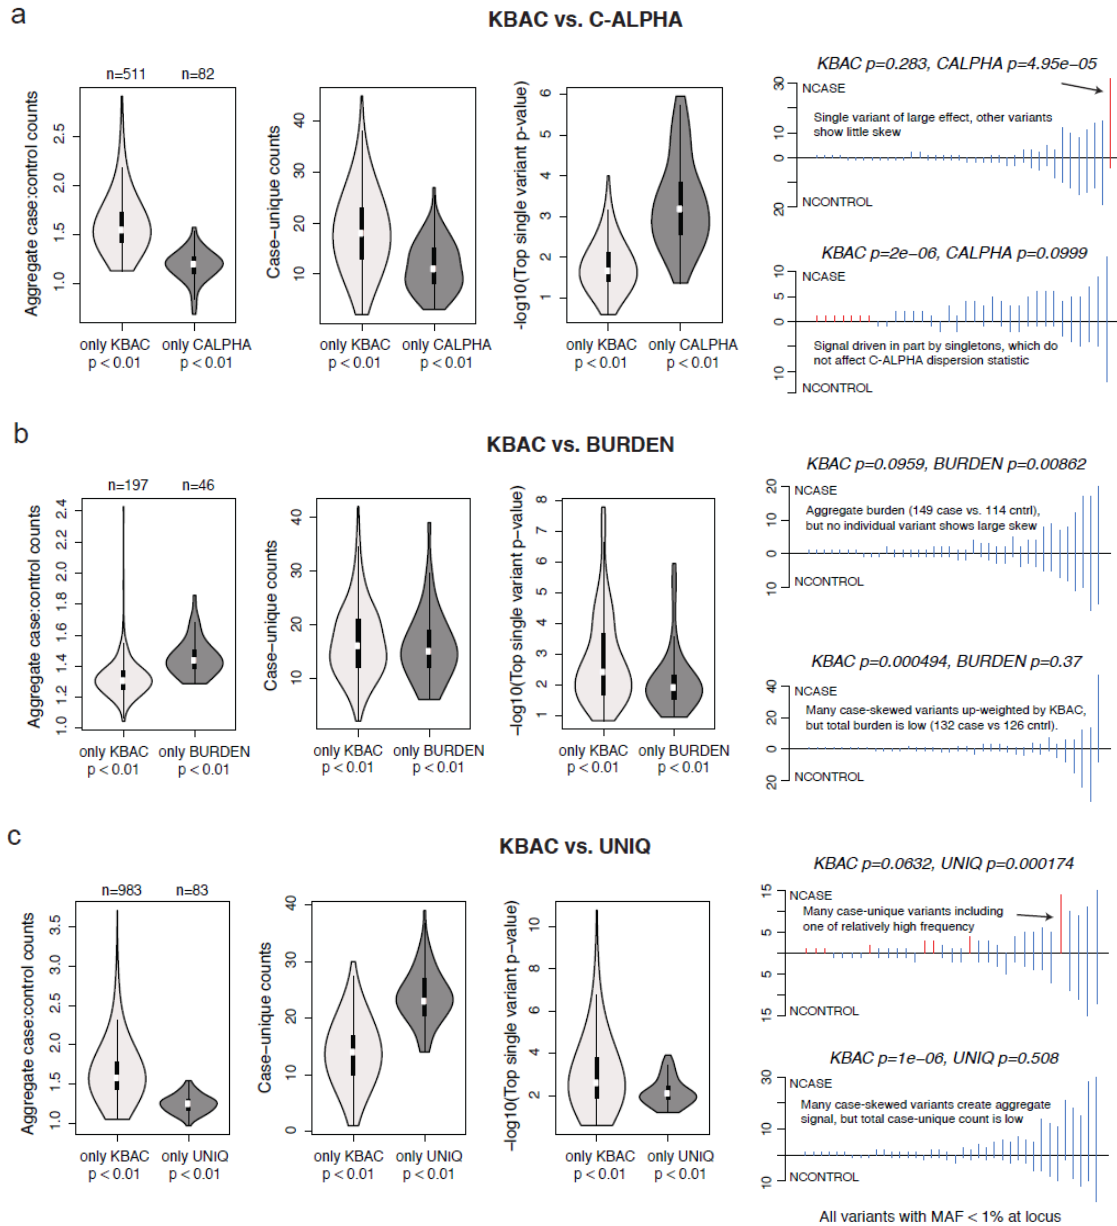 a
KBAC vs. C-ALPHA
n=511
n=82
Aggregate case:control counts
1.0
1.5
2.0
2.5
only KBAC
p < 0.01
only CALPHA
p < 0.01
Case−unique counts
10
20
30
40
only KBAC
p < 0.01
only CALPHA
p < 0.01
-log10(Top single variant p-value)
1
2
3
4
5
6
only KBAC
p < 0.01
only CALPHA
p < 0.01
KBAC p=0.283, CALPHA p=4.95e−05
30
NCASE
Single variant of large effect, other variants
show little skew
10
0
20
NCONTROL
KBAC p=2e−06, CALPHA p=0.0999
10
NCASE
0
Signal driven in part by singletons, which do
not affect C-ALPHA dispersion statistic
10
NCONTROL
b
KBAC vs. BURDEN
n=197
n=46
Aggregate case:control counts
1.0
1.2
1.4
1.6
1.8
2.0
2.2
2.4
only KBAC
p < 0.01
only BURDEN
p < 0.01
Case−unique counts
10
20
30
40
only KBAC
p < 0.01
only BURDEN
p < 0.01
−log10(Top single variant p−value)
1
2
3
4
5
6
7
8
only KBAC
p < 0.01
only BURDEN
p < 0.01
KBAC p=0.0959, BURDEN p=0.00862
20
NCASE
Aggregate burden (149 case vs. 114 cntrl),
but no individual variant shows large skew
10
0
10
NCONTROL
KBAC p=0.000494, BURDEN p=0.37
40
NCASE
Many case-skewed variants up-weighted by KBAC,
but total burden is low (132 case vs 126 cntrl).
20
0
20
NCONTROL
c
KBAC vs. UNIQ
n=983
n=83
Aggregate case:control counts
1.0
1.5
2.0
2.5
3.0
3.5
only KBAC
p < 0.01
only UNIQ
p < 0.01
Case−unique counts
0
10
20
30
40
only KBAC
p < 0.01
only UNIQ
p < 0.01
−log10(Top single variant p−value)
2
4
6
8
10
only KBAC
p < 0.01
only UNIQ
p < 0.01
KBAC p=0.0632, UNIQ p=0.000174
15
NCASE
Many case-unique variants including
one of relatively high frequency
5
5
15
NCONTROL
KBAC p=1e−06, UNIQ p=0.508
30
NCASE
Many case-skewed variants create aggregate
signal, but total case-unique count is low
10
0
10
NCONTROL
All variants with MAF < 1% at locus